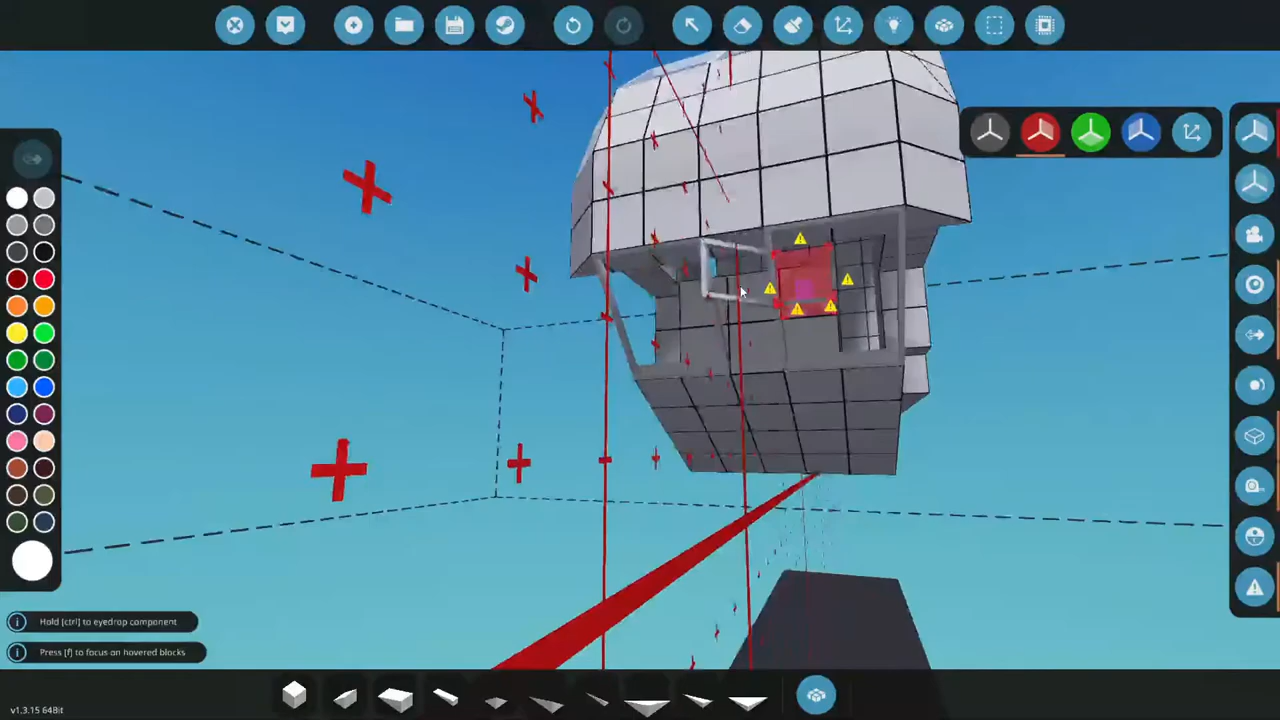 Hold [ctrl] to eyedrop component
Press [f] to focus on hovered blocks
v1.3.15 64Bit